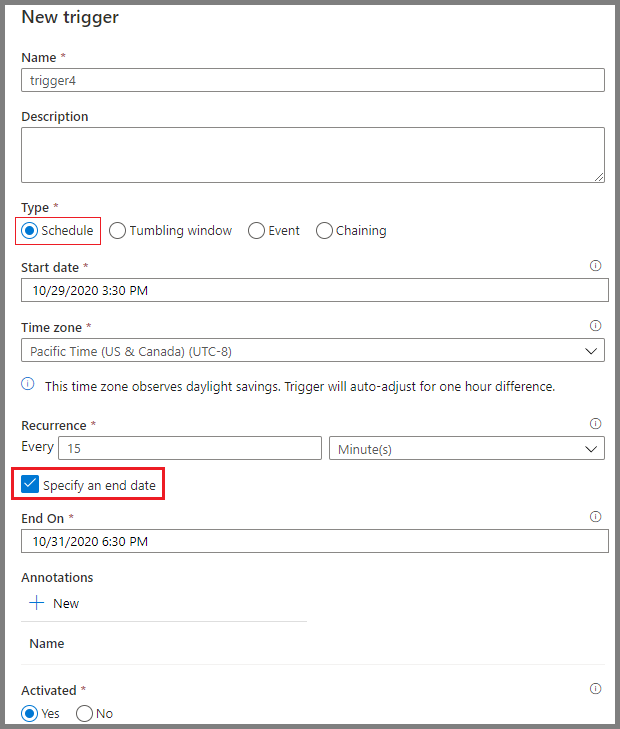 New trigger
Name *
trigger4
Description
Type *
Schedule Tumbling window Event Chaining
Start date *
10/29/2020 3:30 PM
Time zone *
Pacific Time (US & Canada) (UTC-8)
This time zone observes daylight savings. Trigger will auto-adjust for one hour difference.
Recurrence *
Every 15 Minute(s)
Specify an end date
End On *
10/31/2020 6:30 PM
Annotations
+ New
Name
Activated *
Yes No